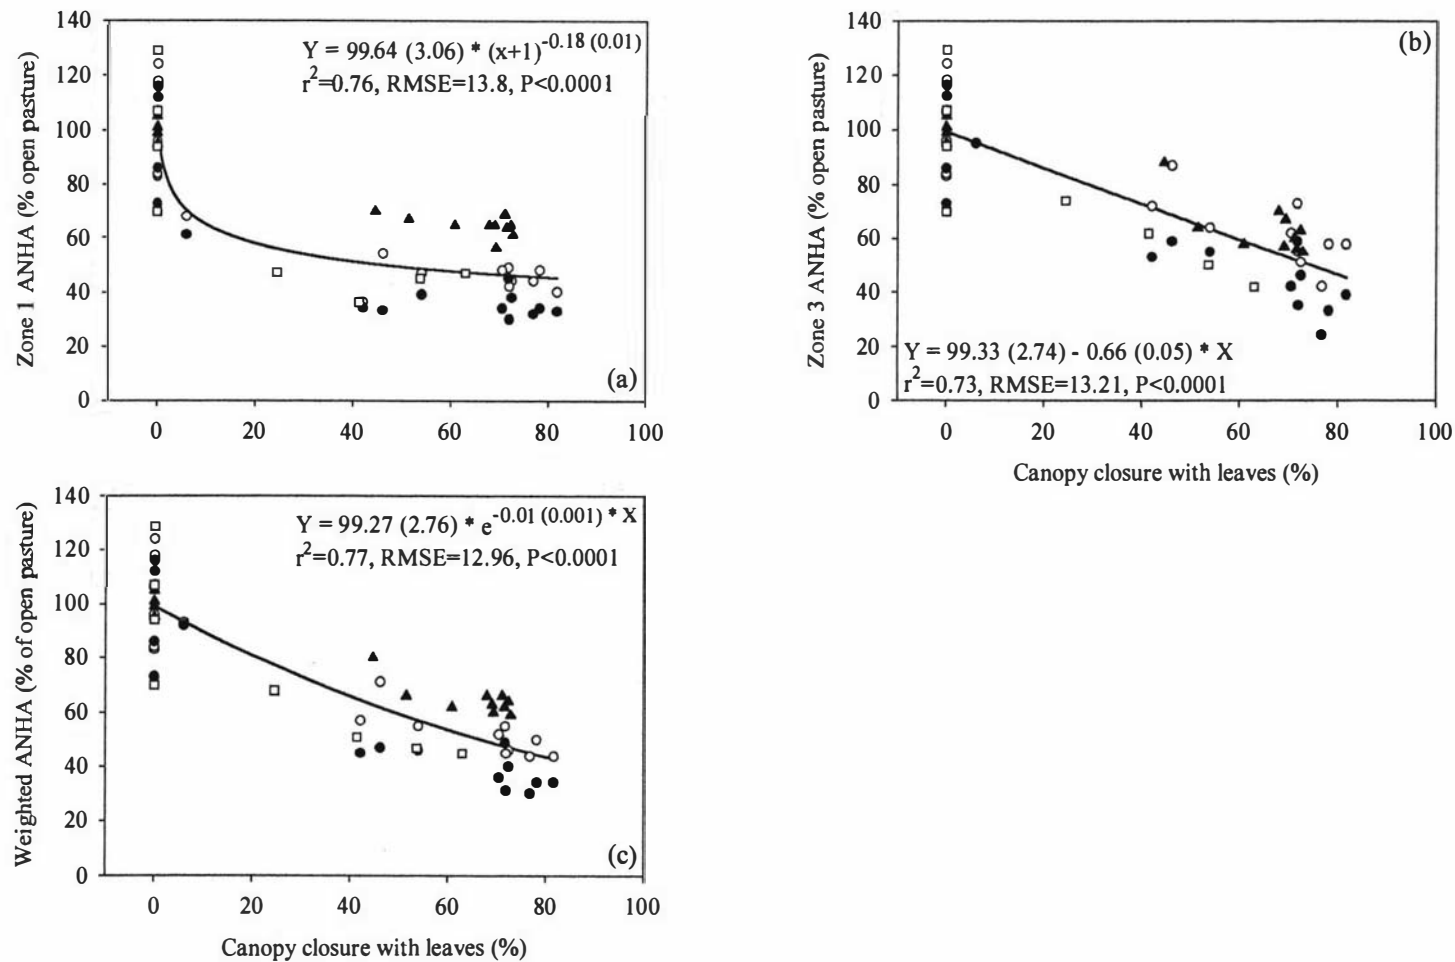 140
120
100
80
60
40
20
0
Zone 1 ANHA (% open pasture)
Y = 99.64 (3.06) * (x+1)^-0.18 (0.01)
r²=0.76, RMSE=13.8, P<0.0001
(a)
0 20 40 60 80 100
140
120
100
80
60
40
20
0
Zone 3 ANHA (% open pasture)
(b)
Y = 99.33 (2.74) - 0.66 (0.05) * X
r²=0.73, RMSE=13.21, P<0.0001
0 20 40 60 80 100
Canopy closure with leaves (%)
140
120
100
80
60
40
20
0
Weighted ANHA (% of open pasture)
Y = 99.27 (2.76) * e^-0.01 (0.001) * X
r²=0.77, RMSE=12.96, P<0.0001
(c)
0 20 40 60 80 100
Canopy closure with leaves (%)